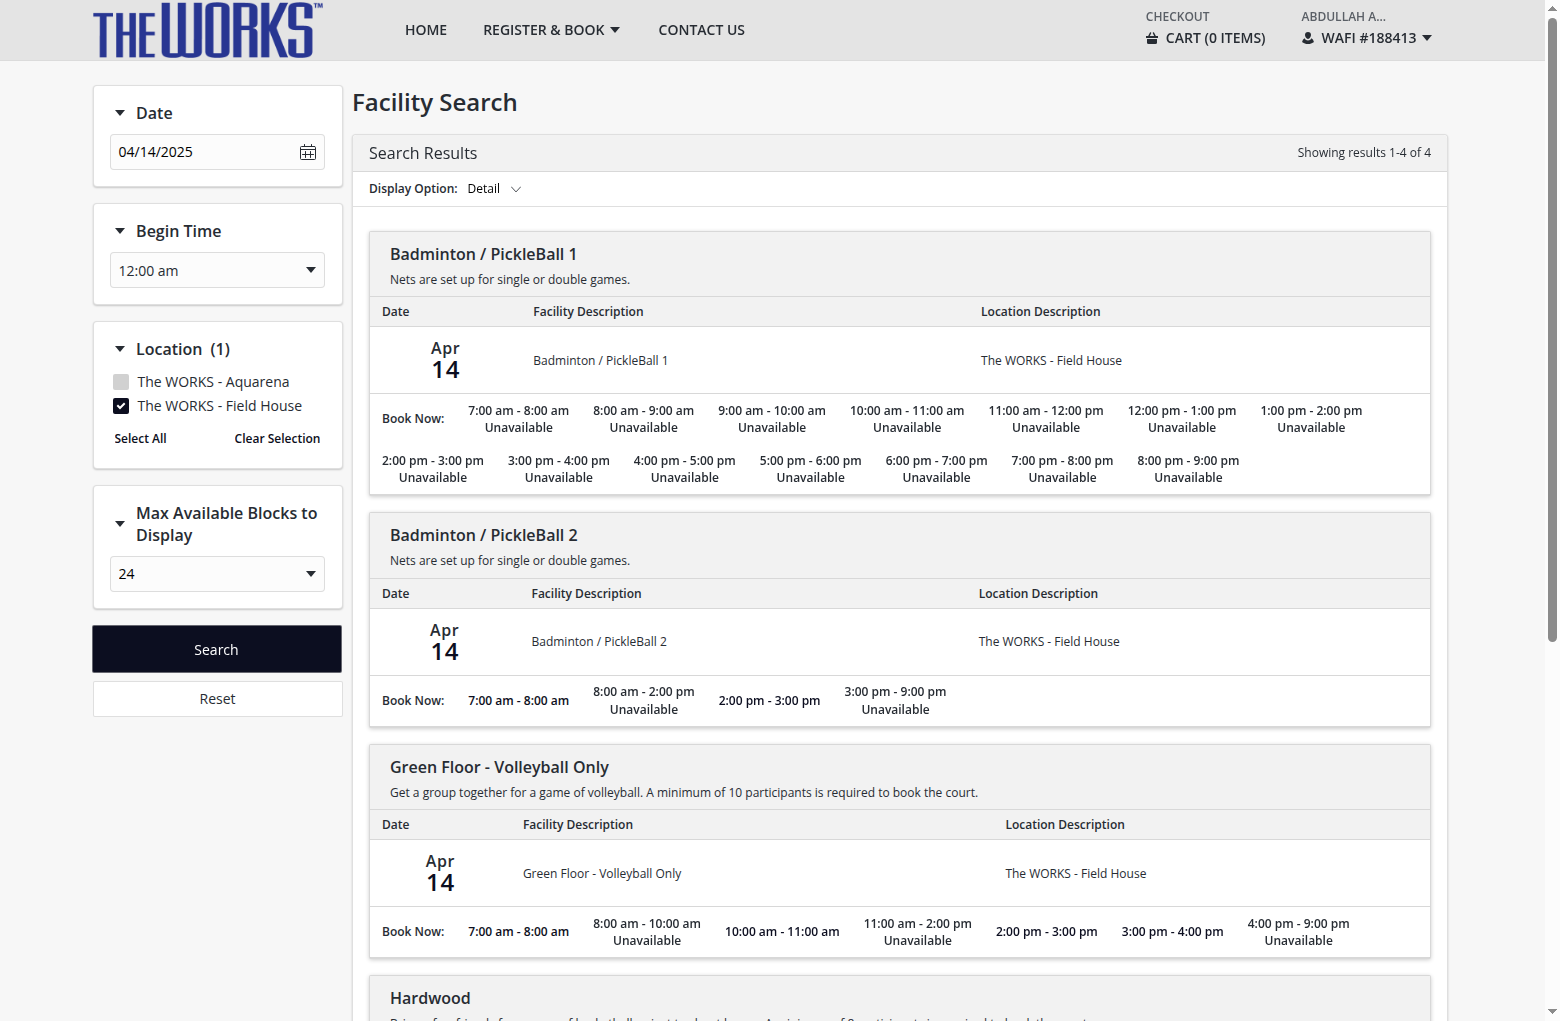 THE WORKS™
HOME
REGISTER & BOOK
CONTACT US
CHECKOUT
CART (0 ITEMS)
ABDULLAH A...
WAFI #188413
Date
04/14/2025
Begin Time
12:00 am
Location (1)
The WORKS - Aquarena
The WORKS - Field House
Select All
Clear Selection
Max Available Blocks to
Display
24
Search
Reset
Facility Search
Search Results
Showing results 1-4 of 4
Display Option: Detail
Badminton / PickleBall 1
Nets are set up for single or double games.
Date Facility Description Location Description
Apr
14
Badminton / PickleBall 1
The WORKS - Field House
Book Now:
7:00 am - 8:00 am
Unavailable
8:00 am - 9:00 am
Unavailable
9:00 am - 10:00 am
Unavailable
10:00 am - 11:00 am
Unavailable
11:00 am - 12:00 pm
Unavailable
12:00 pm - 1:00 pm
Unavailable
1:00 pm - 2:00 pm
Unavailable
2:00 pm - 3:00 pm
Unavailable
3:00 pm - 4:00 pm
Unavailable
4:00 pm - 5:00 pm
Unavailable
5:00 pm - 6:00 pm
Unavailable
6:00 pm - 7:00 pm
Unavailable
7:00 pm - 8:00 pm
Unavailable
8:00 pm - 9:00 pm
Unavailable
Badminton / PickleBall 2
Nets are set up for single or double games.
Date Facility Description Location Description
Apr
14
Badminton / PickleBall 2
The WORKS - Field House
Book Now:
7:00 am - 8:00 am
8:00 am - 2:00 pm
Unavailable
2:00 pm - 3:00 pm
3:00 pm - 9:00 pm
Unavailable
Green Floor - Volleyball Only
Get a group together for a game of volleyball. A minimum of 10 participants is required to book the court.
Date Facility Description Location Description
Apr
14
Green Floor - Volleyball Only
The WORKS - Field House
Book Now:
7:00 am - 8:00 am
8:00 am - 10:00 am
Unavailable
10:00 am - 11:00 am
11:00 am - 2:00 pm
Unavailable
2:00 pm - 3:00 pm
3:00 pm - 4:00 pm
4:00 pm - 9:00 pm
Unavailable
Hardwood